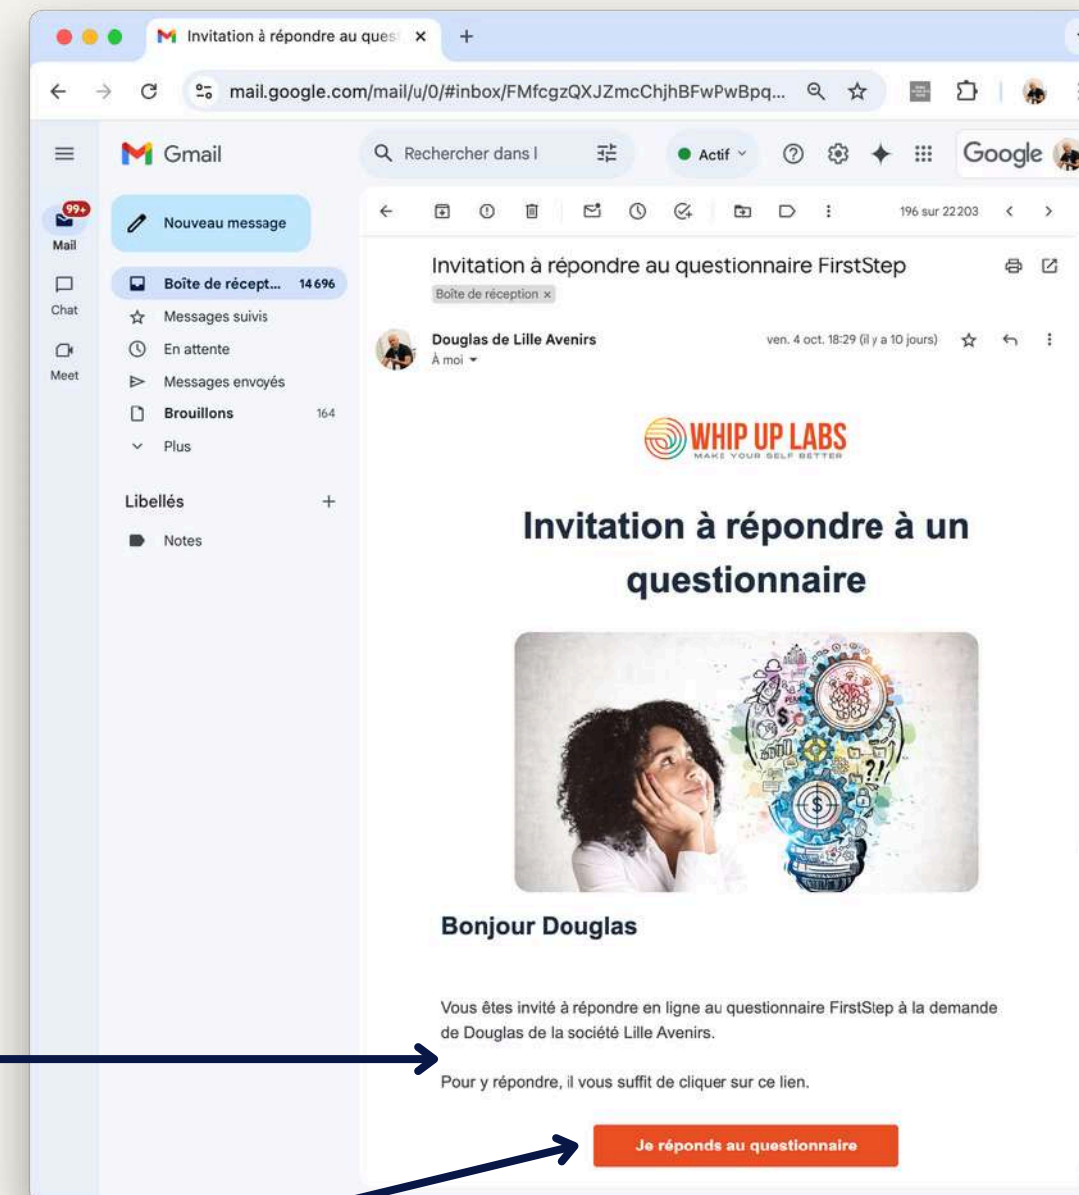 Invitation à répondre au ques
mail.google.com/mail/u/0/#inbox/FMfcgzQXJZmcChjhBFwPwBpq...
Gmail
Rechercher dans l
Actif
Google
99+
Mail
Nouveau message
196 sur 22 203
Boîte de récept... 14 696
Invitation à répondre au questionnaire FirstStep
Boîte de réception ×
Chat
Messages suivis
En attente
Douglas de Lille Avenirs
ven. 4 oct. 18:29 (il y a 10 jours)
À moi
Meet
Messages envoyés
Brouillons 164
Plus
WHIP UP LABS
MAKE YOUR SELF BETTER
Libellés +
Notes
Invitation à répondre à un
questionnaire
$
?!
$
Bonjour Douglas
Vous êtes invité à répondre en ligne au questionnaire FirstStep à la demande
de Douglas de la société Lille Avenirs.
Pour y répondre, il vous suffit de cliquer sur ce lien.
Je réponds au questionnaire